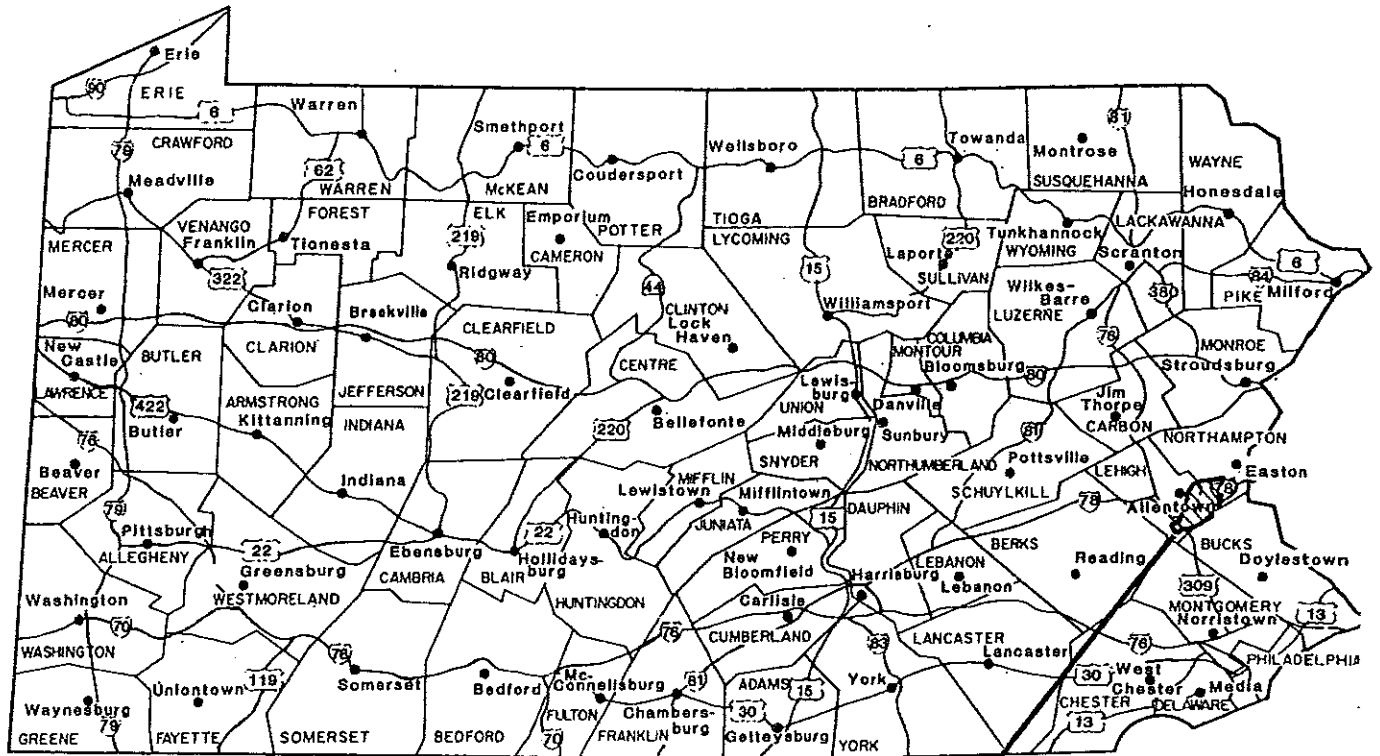 Erie
90
ERIE
6
Warren
Smethport
6
Coudersport
Wellsboro
6
Towanda
81
Montrose
WAYNE
CRAWFORD
79
Meadville
62
WARREN
McKEAN
SUSQUEHANNA
Honesdale
BRADFORD
VENANGO
FOREST
ELK
Emporium
POTTER
TIOGA
LACKAWANNA
MERCER
Franklin
Tionesta
219
CAMERON
LYCOMING
Tunkhannock
WYOMING
220
Laporte
SULLIVAN
Scranton
322
Ridgway
15
6
84
Mercer
44
Wilkes-
Barre
380
PIKE
Milford
80
Clarion
Brookville
CLEARFIELD
CLINTON
Lock
Haven
Williamsport
LUZERNE
New
Castle
BUTLER
CLARION
80
CENTRE
MONTOUR
COLUMBIA
Bloomsburg
MONROE
Stroudsburg
80
LAWRENCE
422
ARMSTRONG
Kittanning
JEFFERSON
219
Clearfield
Lewis-
burg
UNION
Danville
Jim
Thorpe
CARBON
Butler
INDIANA
220
Bellefonte
Middleburg
Sunbury
NORTHAMPTON
76
Beaver
BEAVER
SNYDER
NORTHUMBERLAND
Pottsville
LEHIGH
Easton
Indiana
MIFFLIN
Lewistown
Mifflintown
SCHUYLKILL
78
78
Allentown
79
Pittsburgh
22
Hunting-
don
JUNIATA
15
DAUPHIN
ALLEGHENY
22
Ebensburg
Hollidays-
burg
PERRY
New
Bloomfield
BERKS
BUCKS
Greensburg
CAMBRIA
BLAIR
Harrisburg
LEBANON
Lebanon
Reading
Doylestown
WESTMORELAND
HUNTINGDON
Carlisle
309
Washington
70
76
CUMBERLAND
83
LANCASTER
MONTGOMERY
Norristown
13
WASHINGTON
76
Lancaster
76
PHILADELPHIA
119
Somerset
Bedford
Mc-
Connellsburg
81
ADAMS
15
York
30
West
Chester
Media
Uniontown
Waynesburg
Chambers-
burg
30
CHESTER
DELAWARE
79
FULTON
13
GREENE
FAYETTE
SOMERSET
BEDFORD
70
FRANKLIN
Gettysburg
YORK